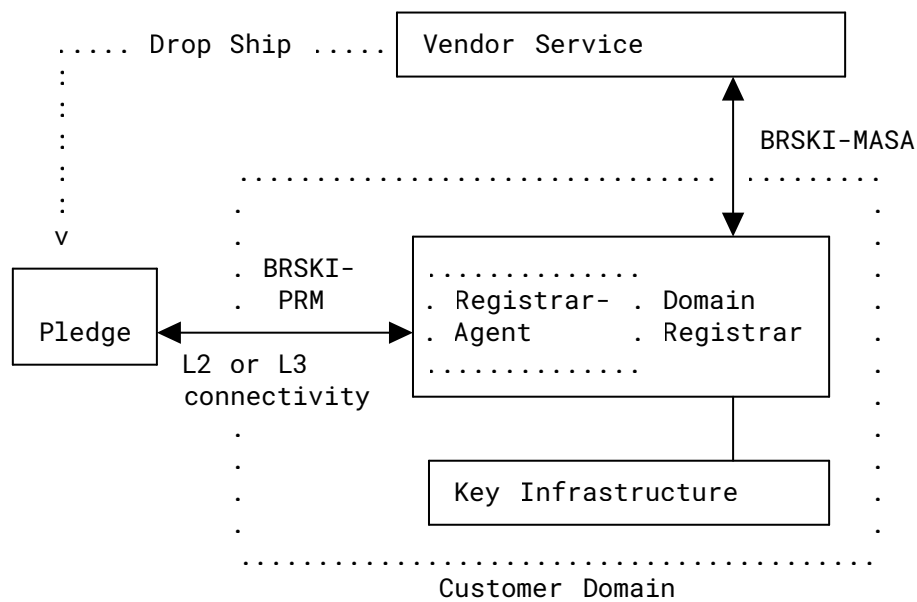 Drop Ship
Vendor Service
BRSKI-MASA
BRSKI-
PRM
Registrar-
Agent
Domain
Registrar
Pledge
L2 or L3
connectivity
Key Infrastructure
Customer Domain